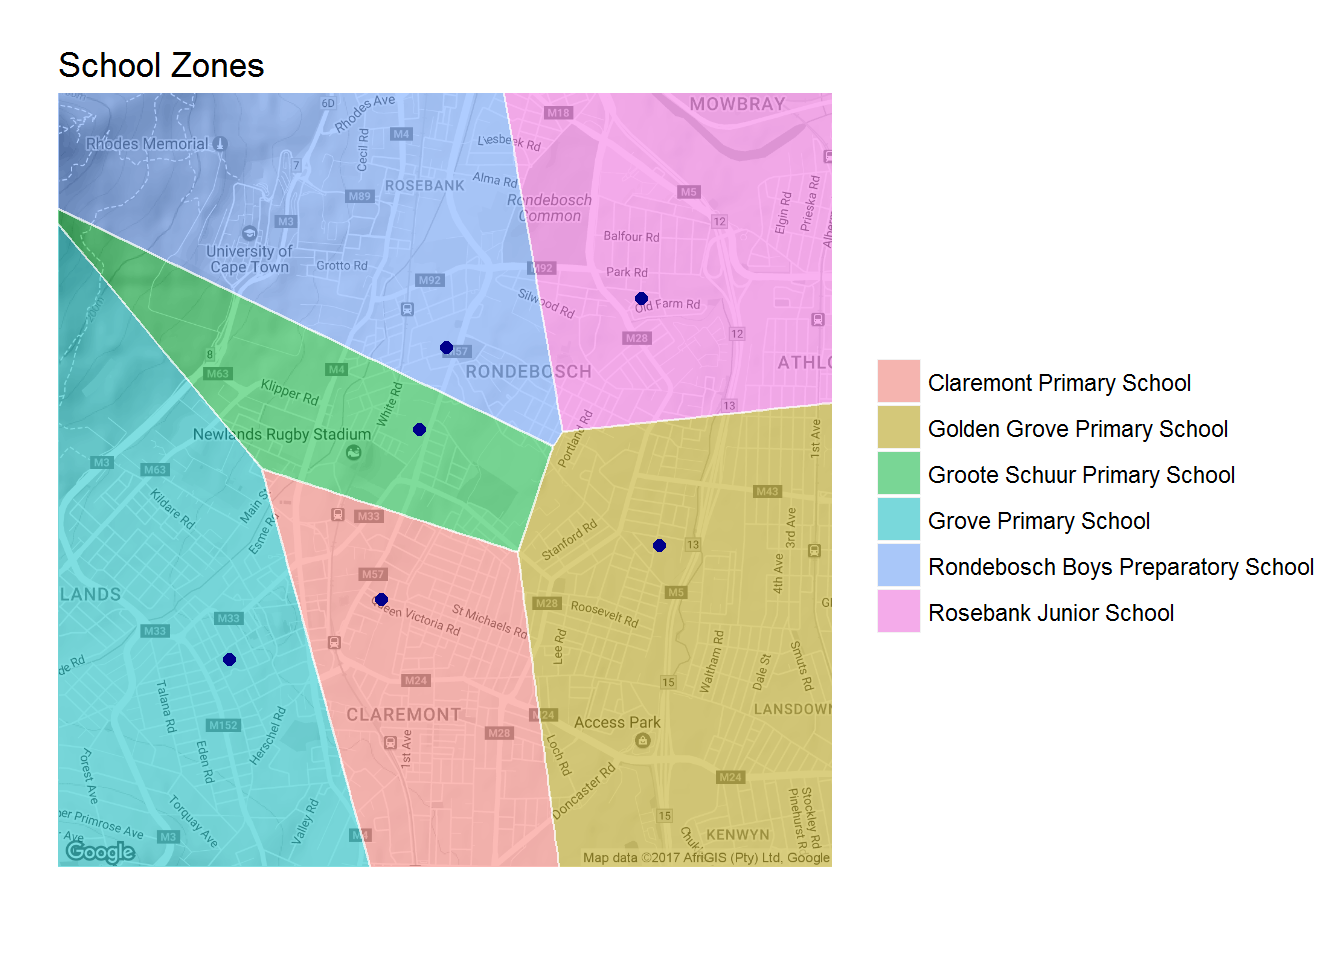 School Zones
MOWBRAY
6D
Rhodes Ave
M18
M4
Cecil Rd
Liesbeek Rd
Rhodes Memorial
7
Alma Rd
ROSEBANK
M5
M89
Rondebosch
Common
Elgin Rd
Prieska Rd
M3
12
Balfour Rd
University of
Cape Town
Grotto Rd
M92
M92
Park Rd
Silwood Rd
Old Farm Rd
M28
12
8
M57
M63
M4
RONDEBOSCH
ATHLO
Klipper Rd
White Rd
13
Newlands Rugby Stadium
Portland Rd
1st Ave
M3
M63
M43
Kildare Rd
Main St
Esme Rd
M33
Stanford Rd
13
3rd Ave
4th Ave
M57
LANDS
Queen Victoria Rd
St Michaels Rd
M28
Roosevelt Rd
M5
Gl
M33
M33
Lee Rd
Waltham Rd
Dale St
Smuts Rd
de Rd
Talana Rd
M24
15
CLAREMONT
M24
LANSDOWN
M152
Herschel Rd
M28
Access Park
Eden Rd
1st Ave
Loch Rd
Forest Ave
Doncaster Rd
M24
Torquay Ave
Valley Rd
15
Stockley Rd
Pinehurst R
er Primrose Ave
Ave
M3
M4
Chuk
KENWYN
Google
Map data ©2017 AfriGIS (Pty) Ltd, Google
Claremont Primary School
Golden Grove Primary School
Groote Schuur Primary School
Grove Primary School
Rondebosch Boys Preparatory School
Rosebank Junior School